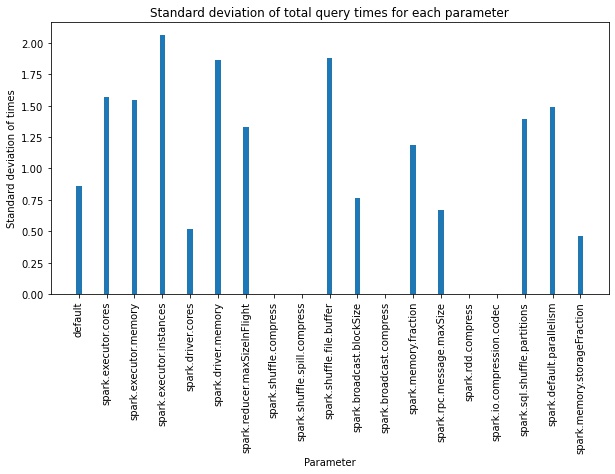 Standard deviation of total query times for each parameter
Standard deviation of times
2.00
1.75
1.50
1.25
1.00
0.75
0.50
0.25
0.00
default
spark.executor.cores
spark.executor.memory
spark.executor.instances
spark.driver.cores
spark.driver.memory
spark.reducer.maxSizeInFlight
spark.shuffle.compress
spark.shuffle.spill.compress
spark.shuffle.file.buffer
spark.broadcast.blockSize
spark.broadcast.compress
spark.memory.fraction
spark.rpc.message.maxSize
spark.rdd.compress
spark.io.compression.codec
spark.sql.shuffle.partitions
spark.default.parallelism
spark.memory.storageFraction
Parameter